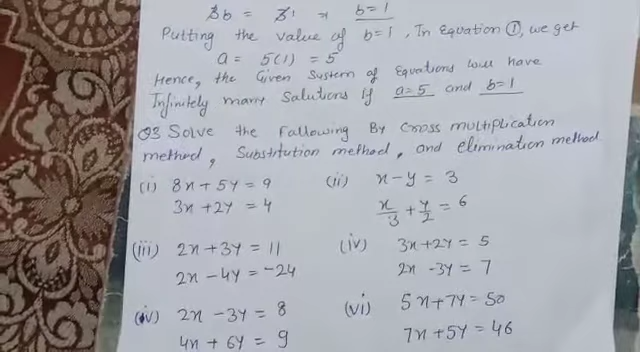 8b = 8 ⇒ b=1
Putting the value of b=1, In Equation ①, we get
a = 5(1) = 5
Hence, the Given System of Equations will have
Infinitely many Solutions if a=5 and b=1
Q3 Solve the Following By Cross multiplication
method, Substitution method, and elimination method
(i) 8x + 5y = 9 (ii) x-y = 3
3x + 2y = 4 x/3 + y/2 = 6
(iii) 2x + 3y = 11 (iv) 3x+2y = 5
2x - 4y = -24 2x - 3y = 7
(v) 2x - 3y = 8 (vi) 5x+7y = 50
4x + 6y = 9 7x + 5y = 46